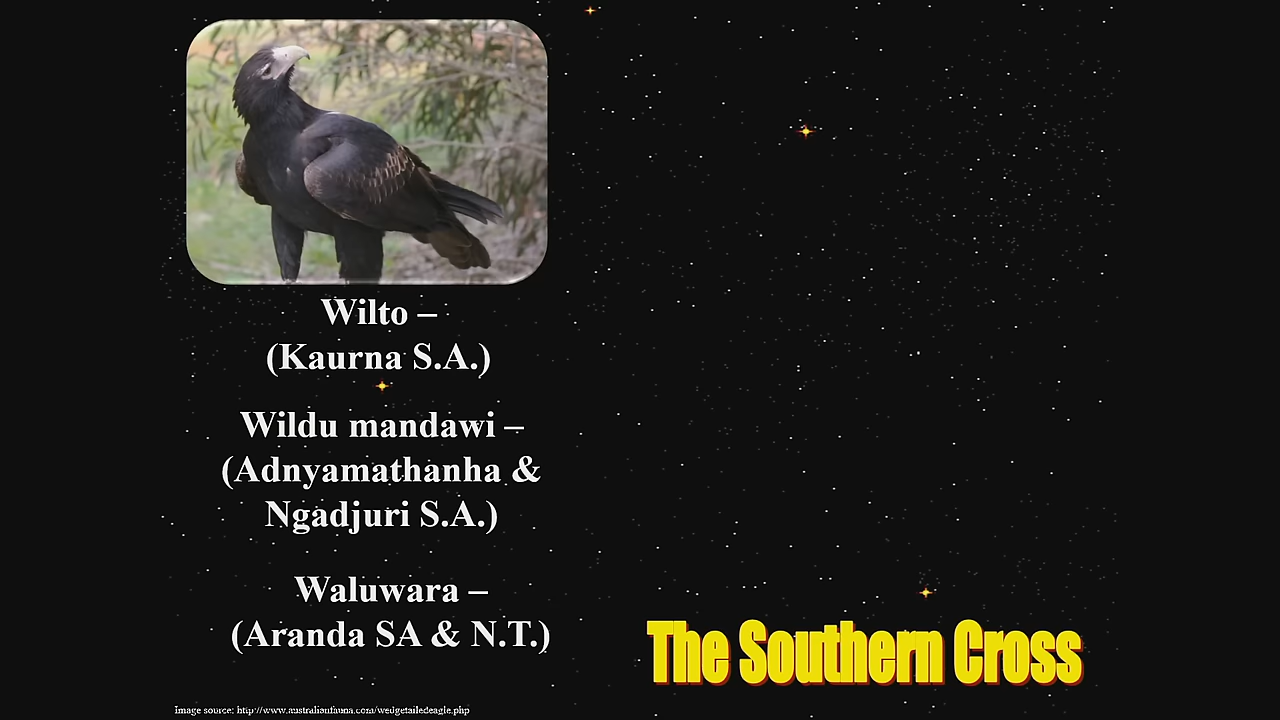 Wilto –
(Kaurna S.A.)
Wildu mandawi –
(Adnyamathanha &
Ngadjuri S.A.)
Waluwara –
(Aranda SA & N.T.)
The Southern Cross
Image source: http://www.australianfauna.com/wedgetailedeagle.php